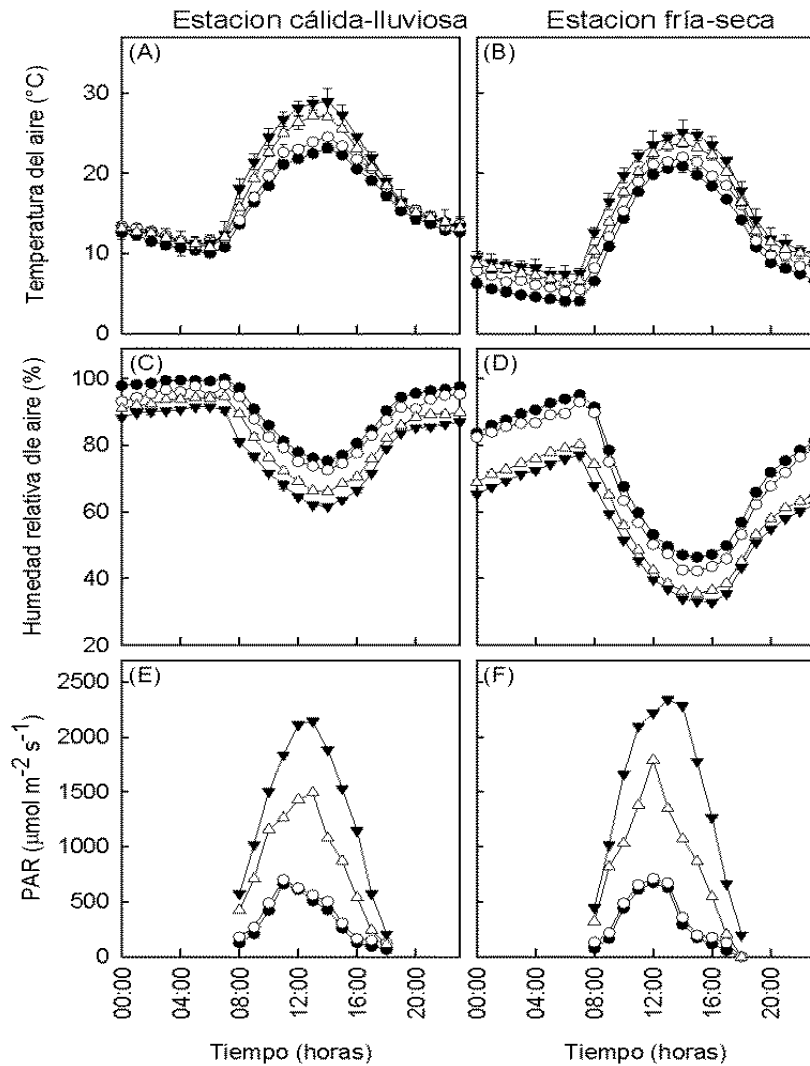 Estacion cálida-lluviosa
Estacion fría-seca
(A)
(B)
Temperatura del aire (°C)
30
20
10
0
(C)
(D)
Humedad relativa dle aire (%)
100
80
60
40
20
(E)
(F)
PAR (µmol m⁻² s⁻¹)
2500
2000
1500
1000
500
0
00:00 04:00 08:00 12:00 16:00 20:00
00:00 04:00 08:00 12:00 16:00 20:00
Tiempo (horas)
Tiempo (horas)